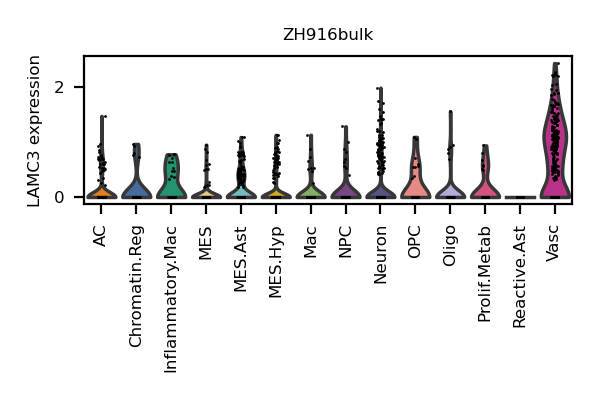 ZH916bulk
LAMC3 expression
2
0
AC
Chromatin.Reg
Inflammatory.Mac
MES
MES.Ast
MES.Hyp
Mac
NPC
Neuron
OPC
Oligo
Prolif.Metab
Reactive.Ast
Vasc